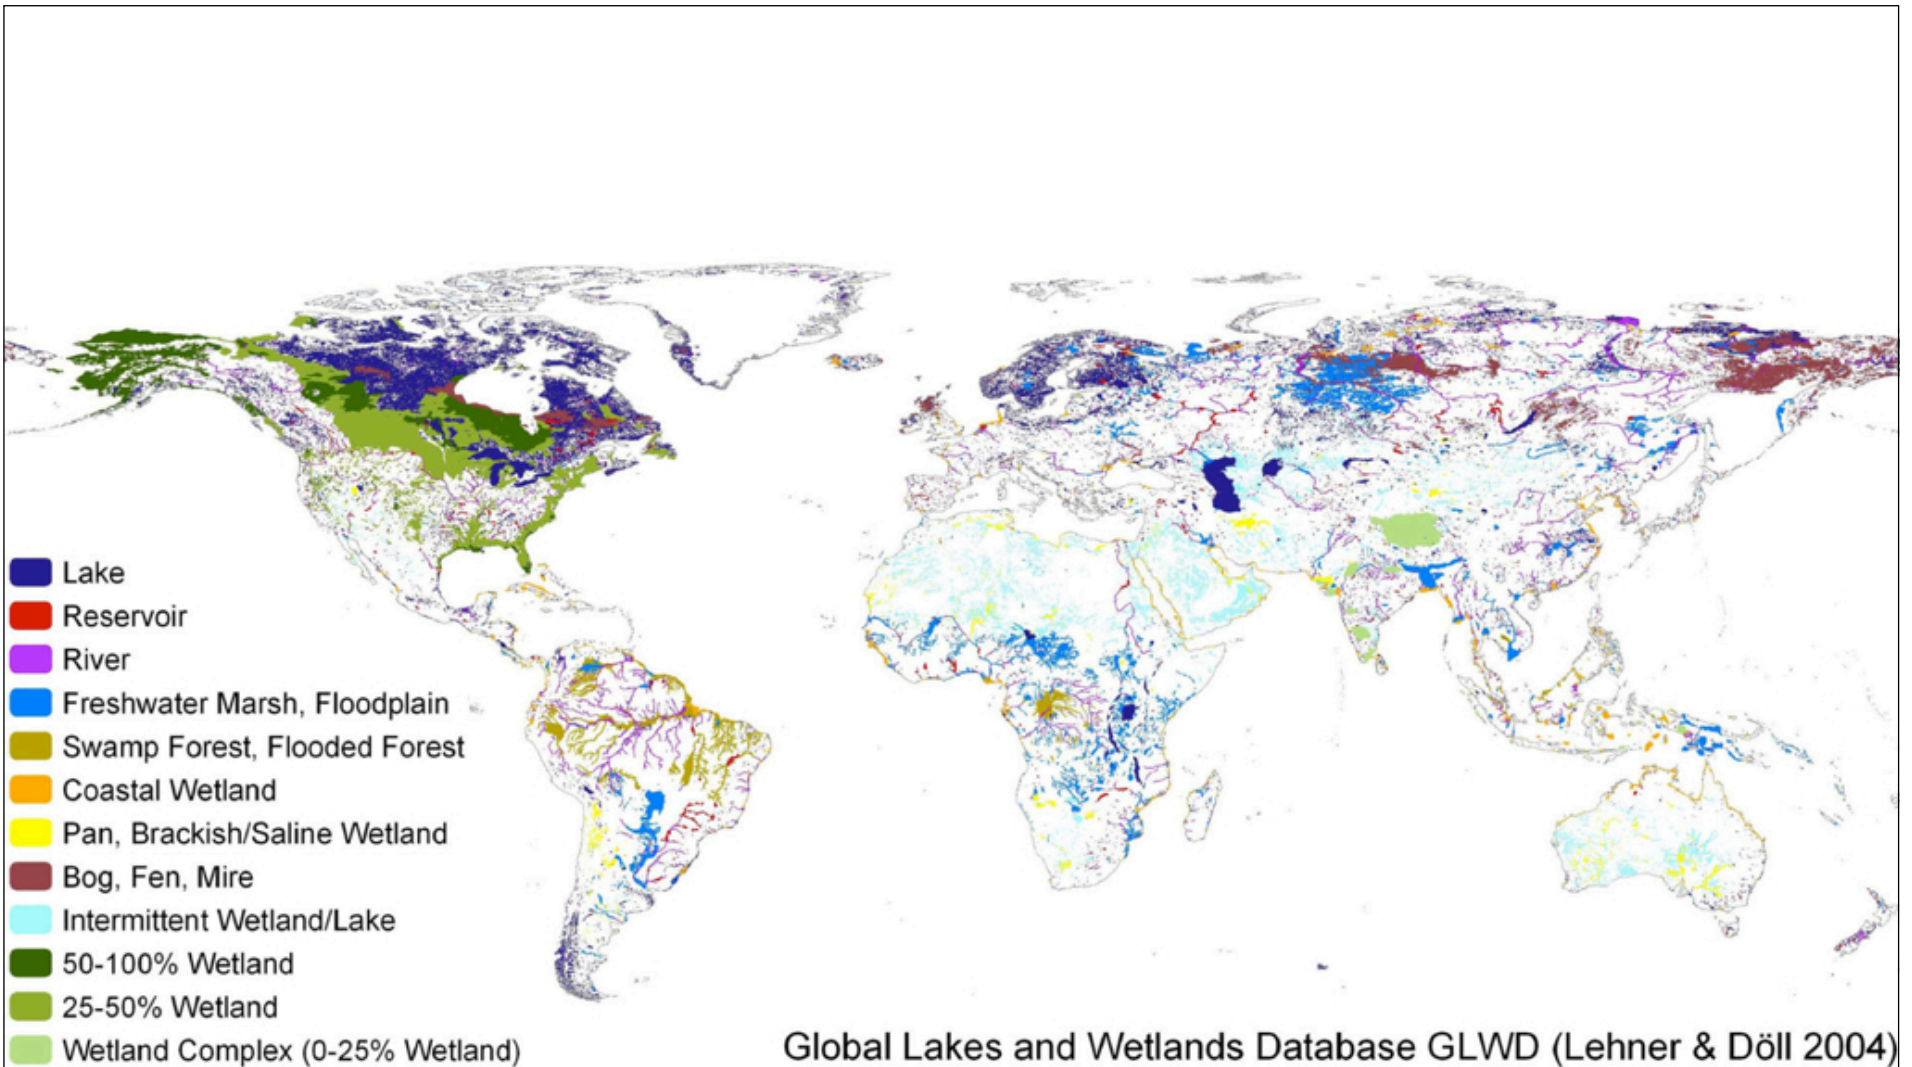 Lake
Reservoir
River
Freshwater Marsh, Floodplain
Swamp Forest, Flooded Forest
Coastal Wetland
Pan, Brackish/Saline Wetland
Bog, Fen, Mire
Intermittent Wetland/Lake
50-100% Wetland
25-50% Wetland
Wetland Complex (0-25% Wetland)
Global Lakes and Wetlands Database GLWD (Lehner & Döll 2004)